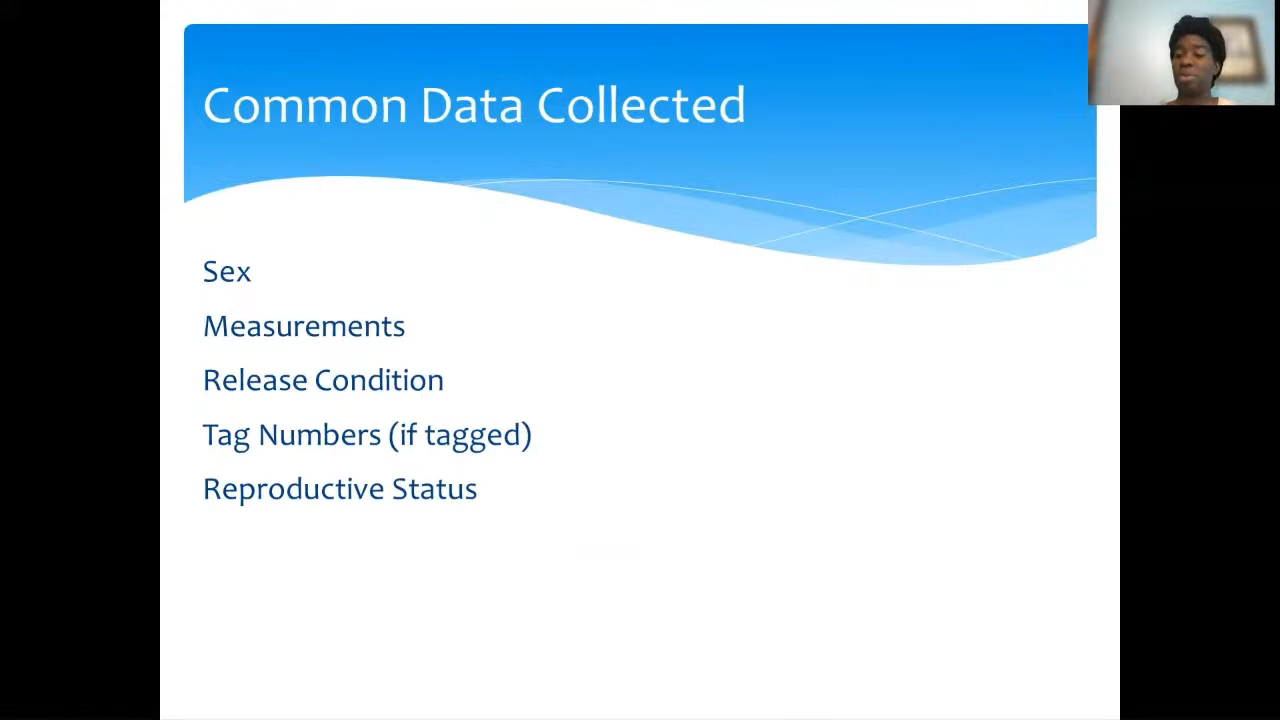 Common Data Collected
Sex
Measurements
Release Condition
Tag Numbers (if tagged)
Reproductive Status